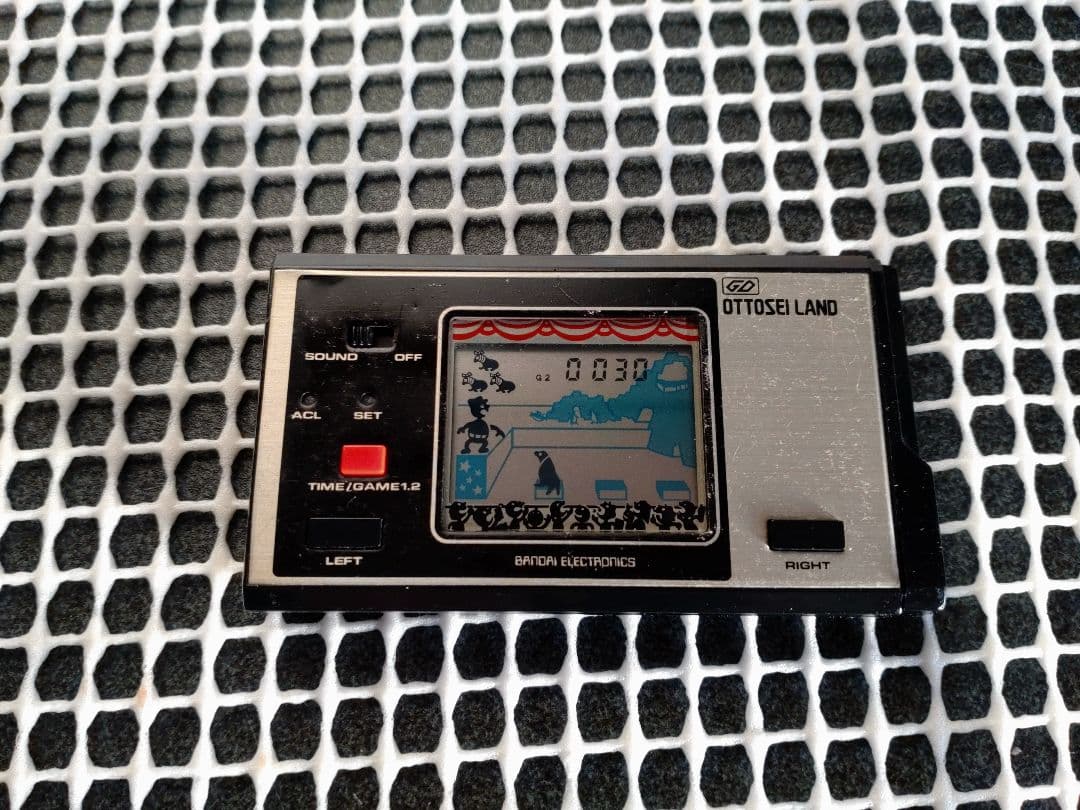 GD
OTTOSEI LAND
SOUND OFF
G2 0030
ACL SET
TIME/GAME1.2
LEFT
BANDAI ELECTRONICS
RIGHT